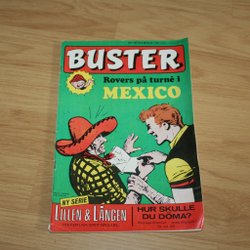 BUSTER
Rovers på turné i
MEXICO
NY SERIE
LILLEN & LÅNGEN
HUR SKULLE
DU DÖMA?